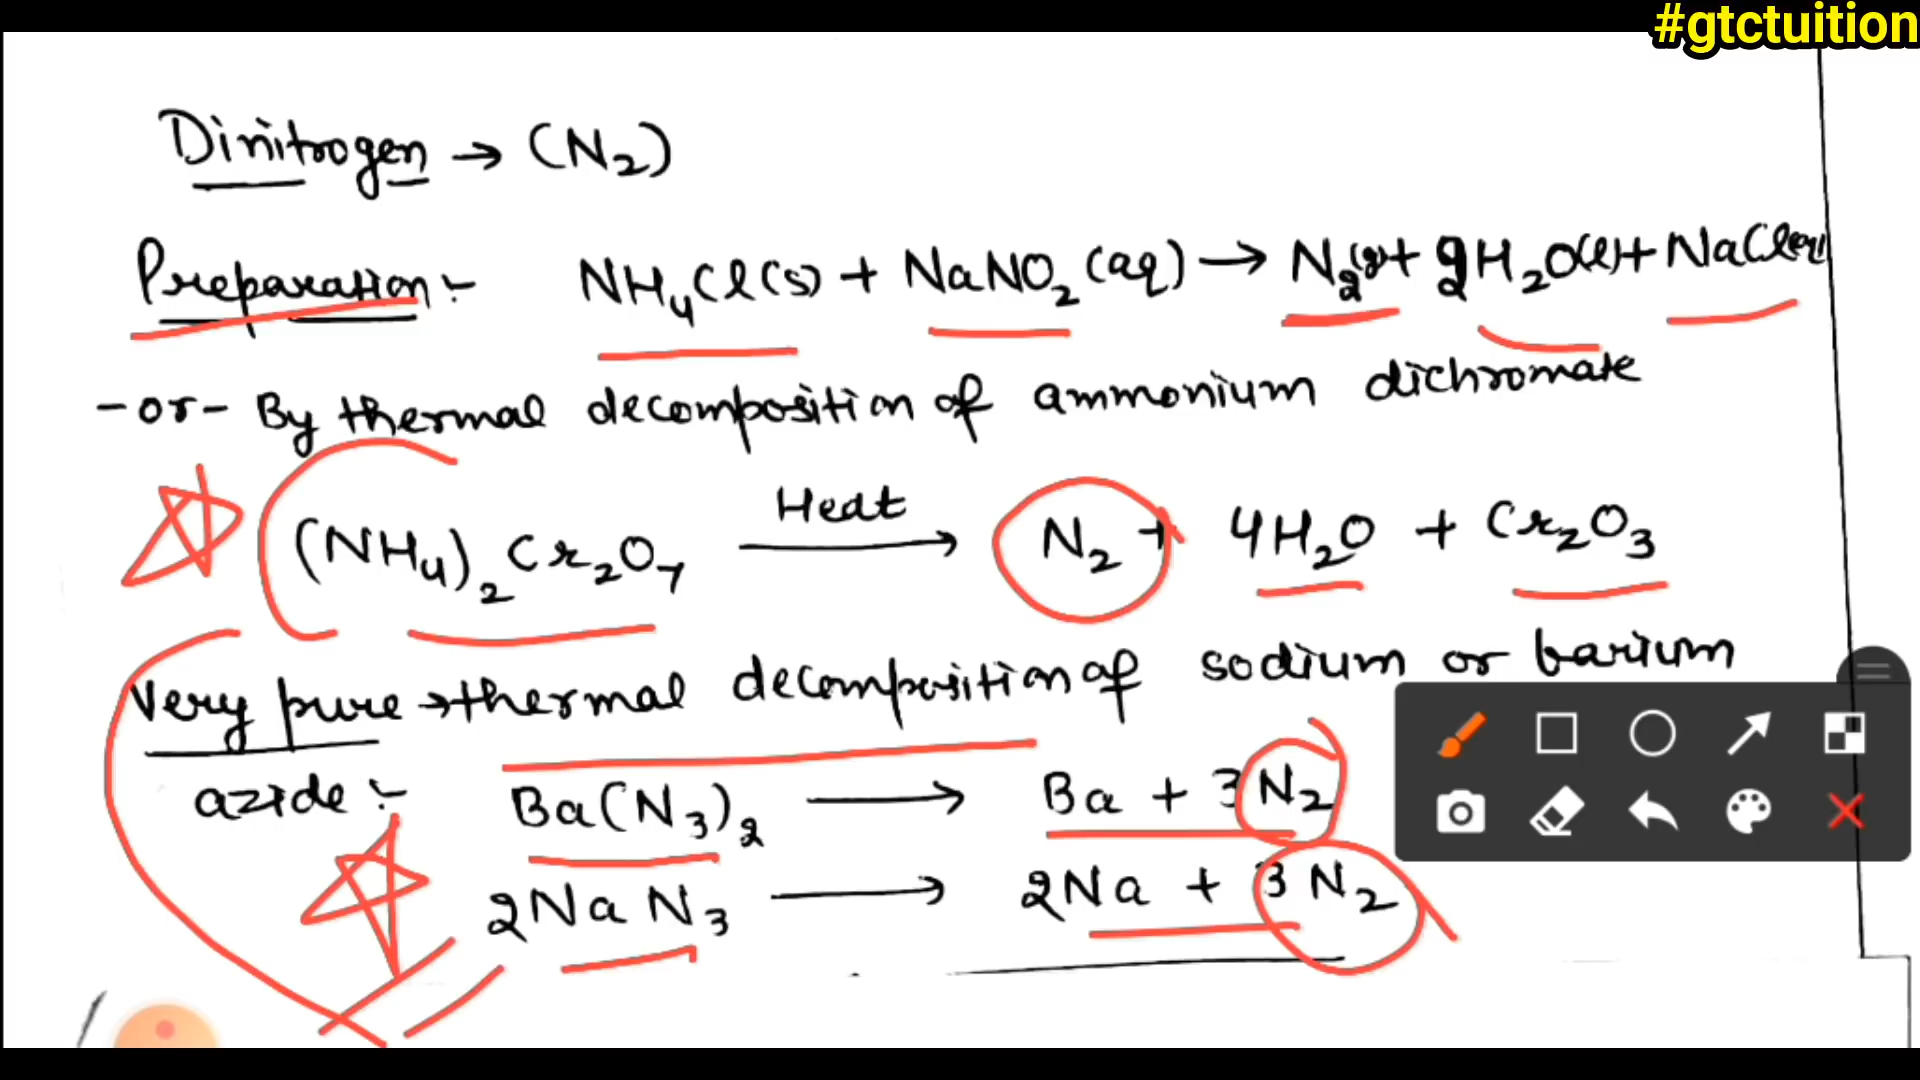 #gtctuition
Dinitrogen → (N₂)
Preparation :- NH₄Cl(s) + NaNO₂(aq) → N₂(g) + 2H₂O(l) + NaCl(aq)
-or- By thermal decomposition of ammonium dichromate
(NH₄)₂Cr₂O₇ Heat → N₂ + 4H₂O + Cr₂O₃
Very pure → thermal decomposition of sodium or barium
azide :- Ba(N₃)₂ → Ba + 3N₂
2NaN₃ → 2Na + 3N₂